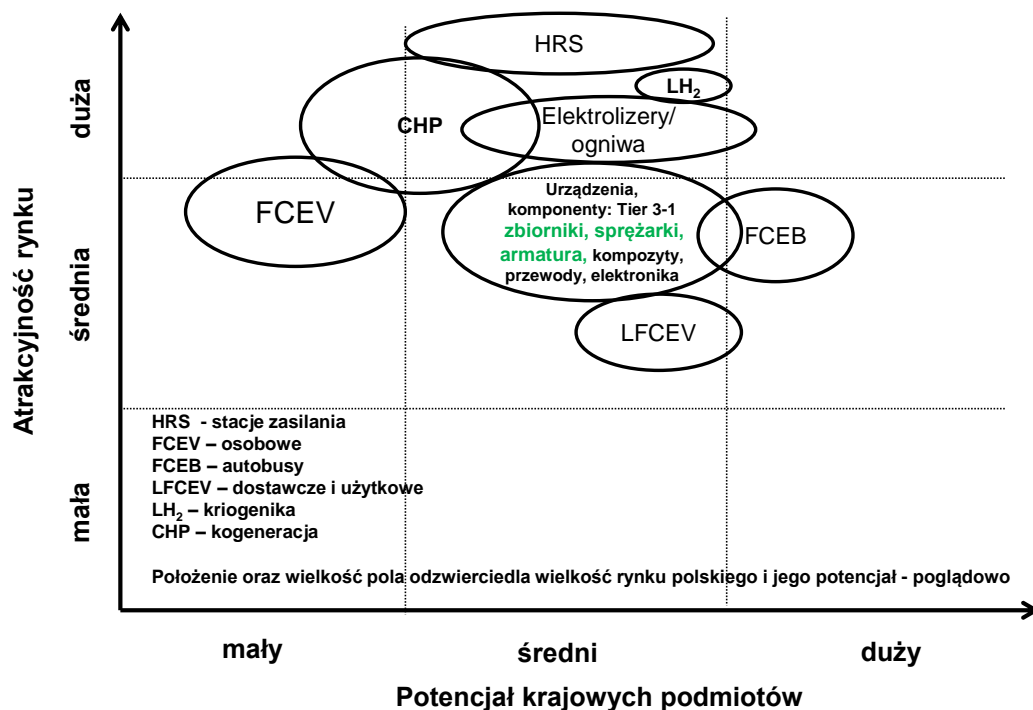 HRS
LH₂
CHP
Elektrolizery/
ogniwa
FCEV
Urządzenia,
komponenty: Tier 3-1
zbiorniki, sprężarki,
armatura, kompozyty,
przewody, elektronika
FCEB
LFCEV
Atrakcyjność rynku
duża
średnia
mała
HRS - stacje zasilania
FCEV – osobowe
FCEB – autobusy
LFCEV – dostawcze i użytkowe
LH₂ – kriogenika
CHP – kogeneracja
Położenie oraz wielkość pola odzwierciedla wielkość rynku polskiego i jego potencjał - poglądowo
mały
średni
duży
Potencjał krajowych podmiotów